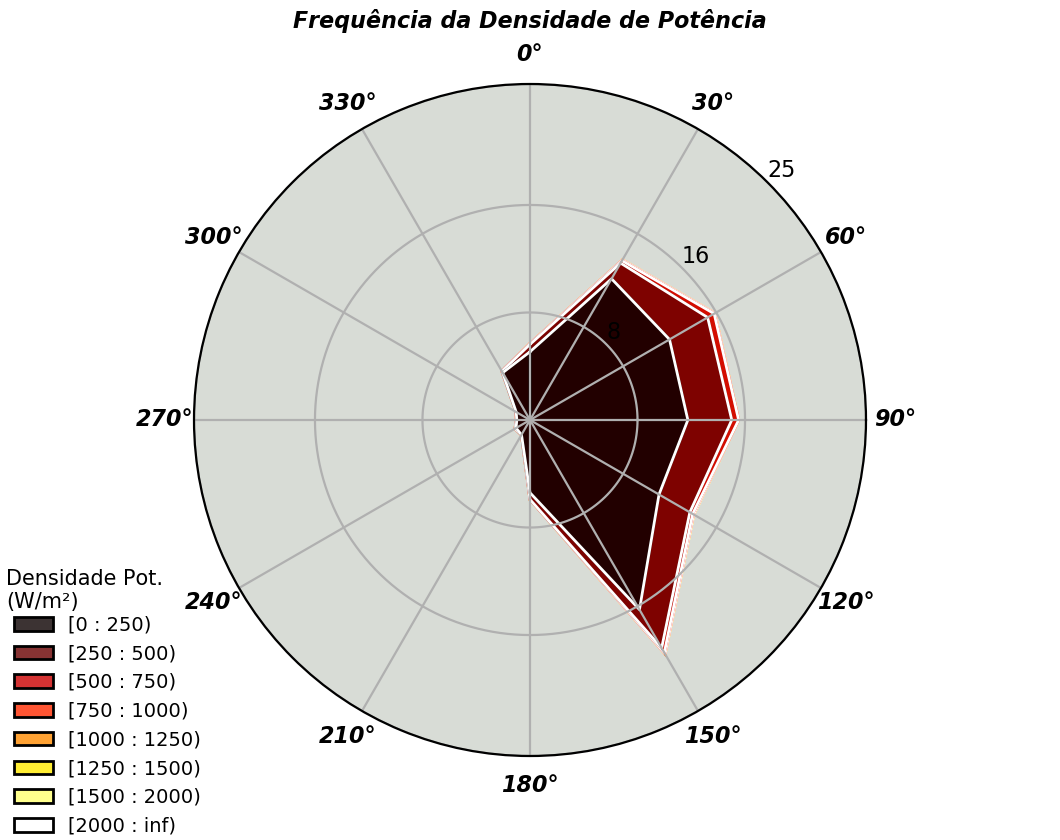 Frequência da Densidade de Potência
0°
330°
30°
25
300°
60°
16
8
270°
90°
240°
120°
210°
150°
180°
Densidade Pot.
(W/m²)
[0 : 250)
[250 : 500)
[500 : 750)
[750 : 1000)
[1000 : 1250)
[1250 : 1500)
[1500 : 2000)
[2000 : inf)